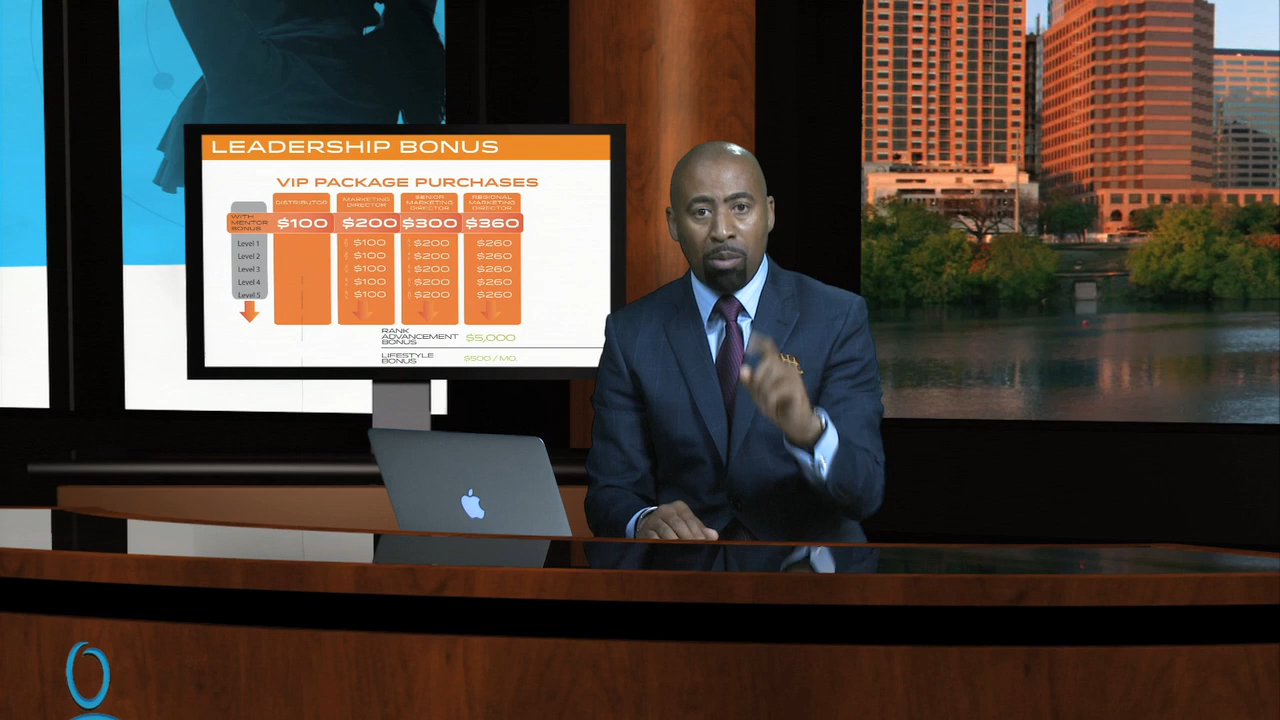 LEADERSHIP BONUS
VIP PACKAGE PURCHASES
DISTRIBUTOR MARKETING DIRECTOR SENIOR MARKETING DIRECTOR REGIONAL MARKETING DIRECTOR
WITH MENTOR BONUS $100 $200 $300 $360
Level 1 $100 $200 $260
Level 2 $100 $200 $260
Level 3 $100 $200 $260
Level 4 $100 $200 $260
Level 5 $100 $200 $260
RANK ADVANCEMENT BONUS $5,000
LIFESTYLE BONUS $500 / MO.